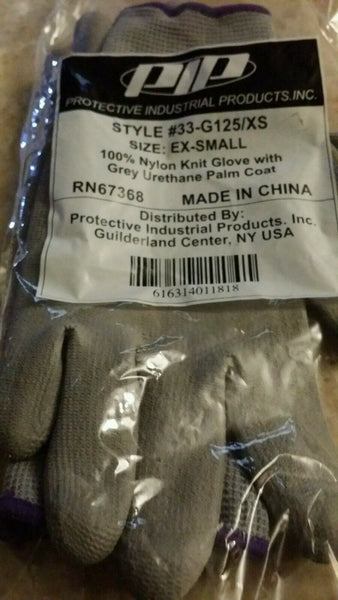 PIP
PROTECTIVE INDUSTRIAL PRODUCTS.INC.
STYLE #33-G125/XS
SIZE: EX-SMALL
100% Nylon Knit Glove with
Grey Urethane Palm Coat
RN67368 MADE IN CHINA
Distributed By:
Protective Industrial Products. Inc.
Guilderland Center, NY USA
616314011818